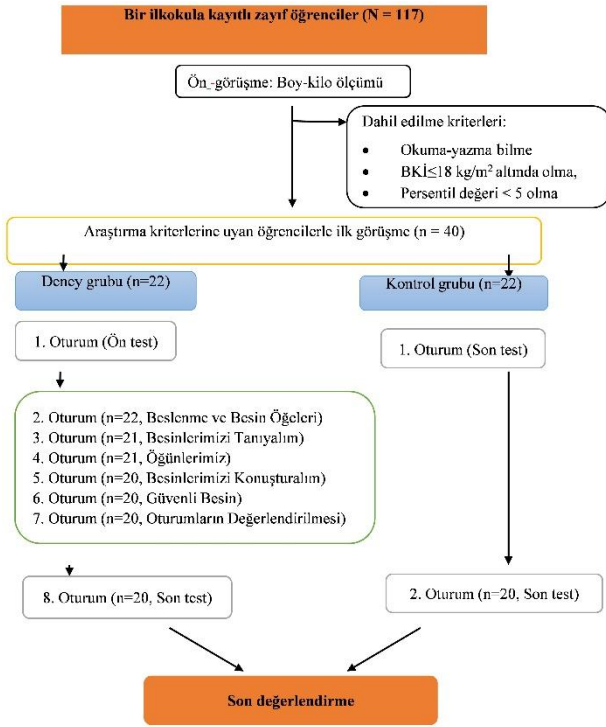 Bir ilkokula kayıtlı zayıf öğrenciler (N = 117)
Ön_-görüşme: Boy-kilo ölçümü
Dahil edilme kriterleri:
• Okuma-yazma bilme
• BKİ≤18 kg/m² altında olma,
• Persentil değeri < 5 olma
Araştırma kriterlerine uyan öğrencilerle ilk görüşme (n = 40)
Deney grubu (n=22)
Kontrol grubu (n=22)
1. Oturum (Ön test)
1. Oturum (Son test)
2. Oturum (n=22, Beslenme ve Besin Öğeleri)
3. Oturum (n=21, Besinlerimizi Tanıyalım)
4. Oturum (n=21, Öğünlerimiz)
5. Oturum (n=20, Besinlerimizi Konuşturalım)
6. Oturum (n=20, Güvenli Besin)
7. Oturum (n=20, Oturumların Değerlendirilmesi)
8. Oturum (n=20, Son test)
2. Oturum (n=20, Son test)
Son değerlendirme